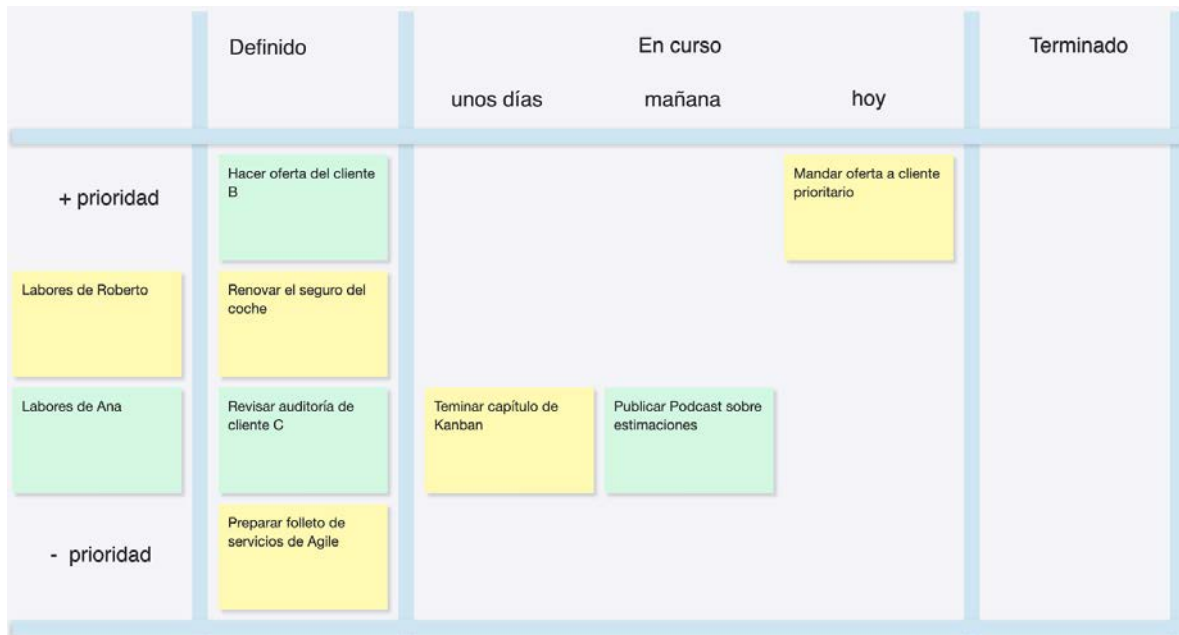 Definido
En curso
Terminado
unos días
mañana
hoy
+ prioridad
Hacer oferta del cliente
B
Mandar oferta a cliente
prioritario
Labores de Roberto
Renovar el seguro del
coche
Labores de Ana
Revisar auditoría de
cliente C
Teminar capítulo de
Kanban
Publicar Podcast sobre
estimaciones
- prioridad
Preparar folleto de
servicios de Agile